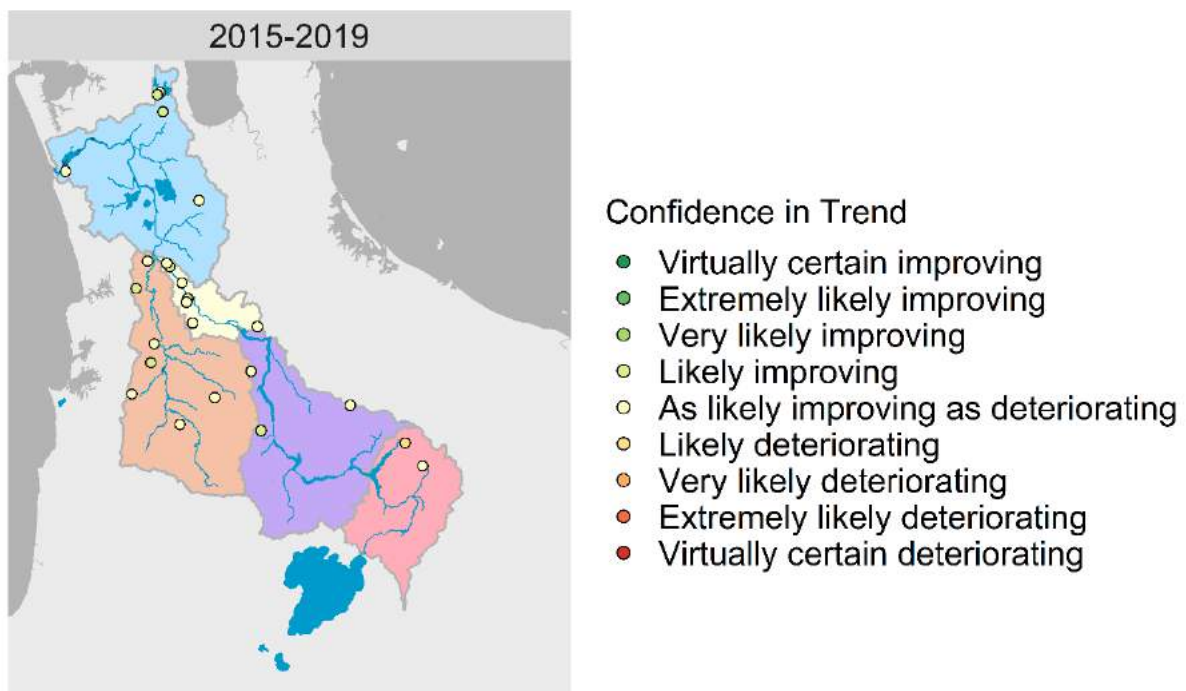 2015-2019
Confidence in Trend
Virtually certain improving
Extremely likely improving
Very likely improving
Likely improving
As likely improving as deteriorating
Likely deteriorating
Very likely deteriorating
Extremely likely deteriorating
Virtually certain deteriorating